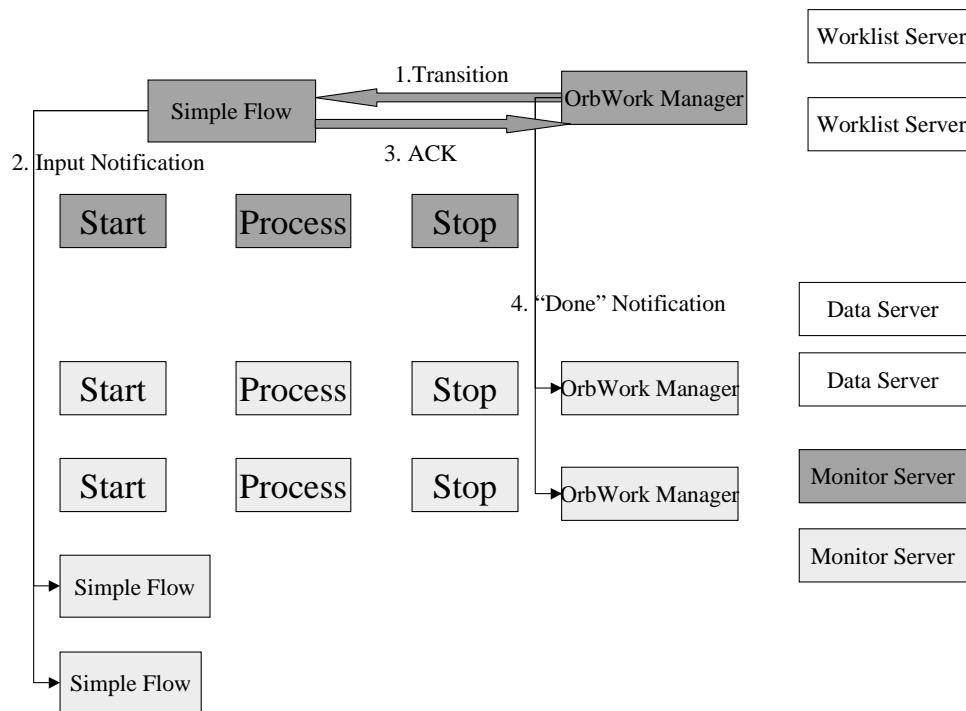 Worklist Server
1.Transition
Simple Flow
OrbWork Manager
Worklist Server
3. ACK
2. Input Notification
Start
Process
Stop
4. “Done” Notification
Data Server
Start
Process
Stop
OrbWork Manager
Data Server
Start
Process
Stop
OrbWork Manager
Monitor Server
Monitor Server
Simple Flow
Simple Flow